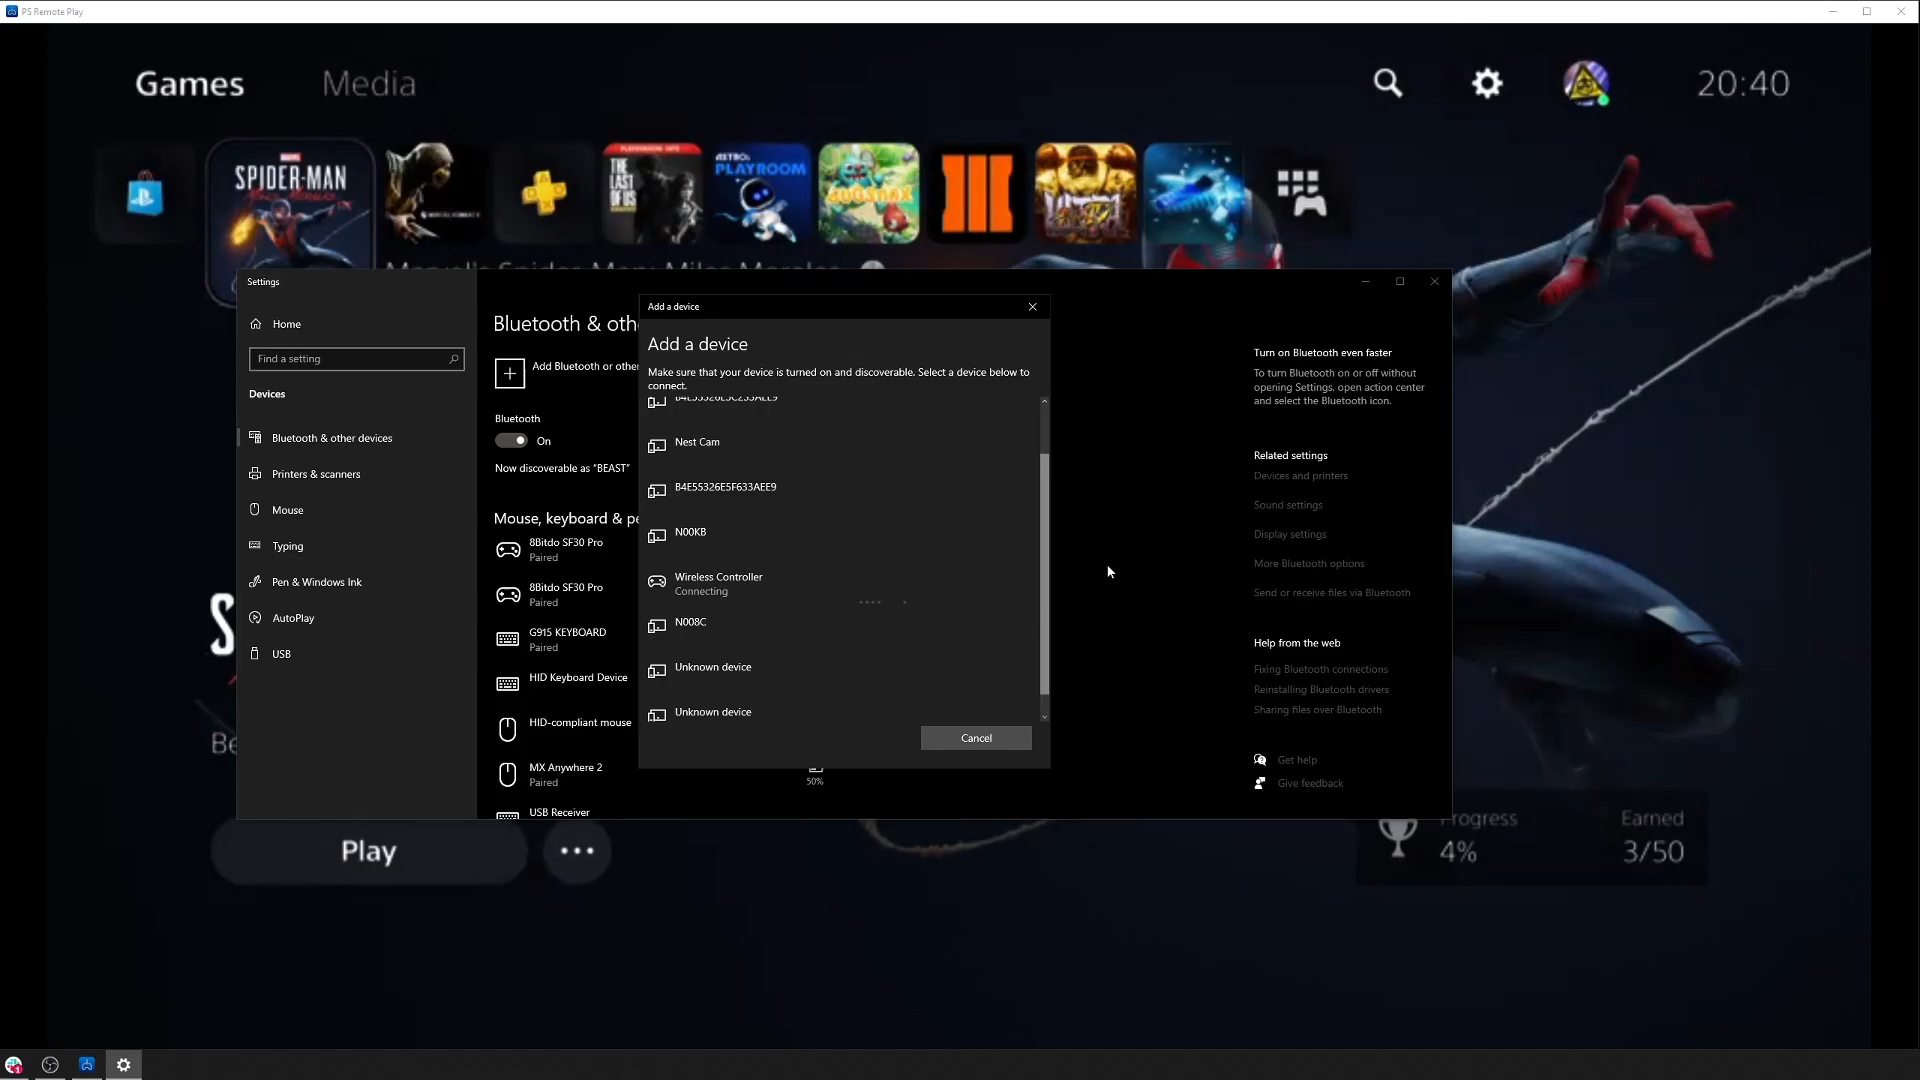 PS Remote Play
Games
Media
20:40
SPIDER-MAN
THE LAST OF US
ASTRO's PLAYROOM
BUGSNAX
Settings
Home
Find a setting
Devices
Bluetooth & other devices
Printers & scanners
Mouse
Typing
Pen & Windows Ink
AutoPlay
USB
Bluetooth & oth
Add Bluetooth or other
Bluetooth
On
Now discoverable as “BEAST”
Mouse, keyboard & pe
8Bitdo SF30 Pro
Paired
8Bitdo SF30 Pro
Paired
G915 KEYBOARD
Paired
HID Keyboard Device
HID-compliant mouse
MX Anywhere 2
Paired
50%
USB Receiver
Add a device
Add a device
Make sure that your device is turned on and discoverable. Select a device below to
connect.
Nest Cam
B4E55326E5F633AEE9
N00KB
Wireless Controller
Connecting
N008C
Unknown device
Unknown device
Cancel
Turn on Bluetooth even faster
To turn Bluetooth on or off without
opening Settings, open action center
and select the Bluetooth icon.
Related settings
Devices and printers
Sound settings
Display settings
More Bluetooth options
Send or receive files via Bluetooth
Help from the web
Fixing Bluetooth connections
Reinstalling Bluetooth drivers
Sharing files over Bluetooth
Get help
Give feedback
Play
Progress
4%
Earned
3/50